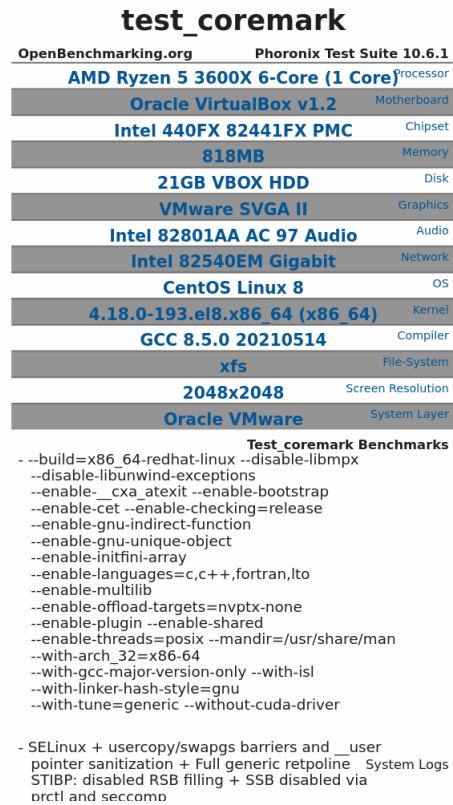 test_coremark
OpenBenchmarking.org Phoronix Test Suite 10.6.1
AMD Ryzen 5 3600X 6-Core (1 Core) Processor
Oracle VirtualBox v1.2 Motherboard
Intel 440FX 82441FX PMC Chipset
818MB Memory
21GB VBOX HDD Disk
VMware SVGA II Graphics
Intel 82801AA AC 97 Audio Audio
Intel 82540EM Gigabit Network
CentOS Linux 8 OS
4.18.0-193.el8.x86_64 (x86_64) Kernel
GCC 8.5.0 20210514 Compiler
xfs File-System
2048x2048 Screen Resolution
Oracle VMware System Layer
Test_coremark Benchmarks
- --build=x86_64-redhat-linux --disable-libmpx
--disable-libunwind-exceptions
--enable-__cxa_atexit --enable-bootstrap
--enable-cet --enable-checking=release
--enable-gnu-indirect-function
--enable-gnu-unique-object
--enable-initfini-array
--enable-languages=c,c++,fortran,lto
--enable-multilib
--enable-offload-targets=nvptx-none
--enable-plugin --enable-shared
--enable-threads=posix --mandir=/usr/share/man
--with-arch_32=x86-64
--with-gcc-major-version-only --with-isl
--with-linker-hash-style=gnu
--with-tune=generic --without-cuda-driver
- SELinux + usercopy/swapgs barriers and __user
pointer sanitization + Full generic retpoline System Logs
STIBP: disabled RSB filling + SSB disabled via
prctl and seccomp